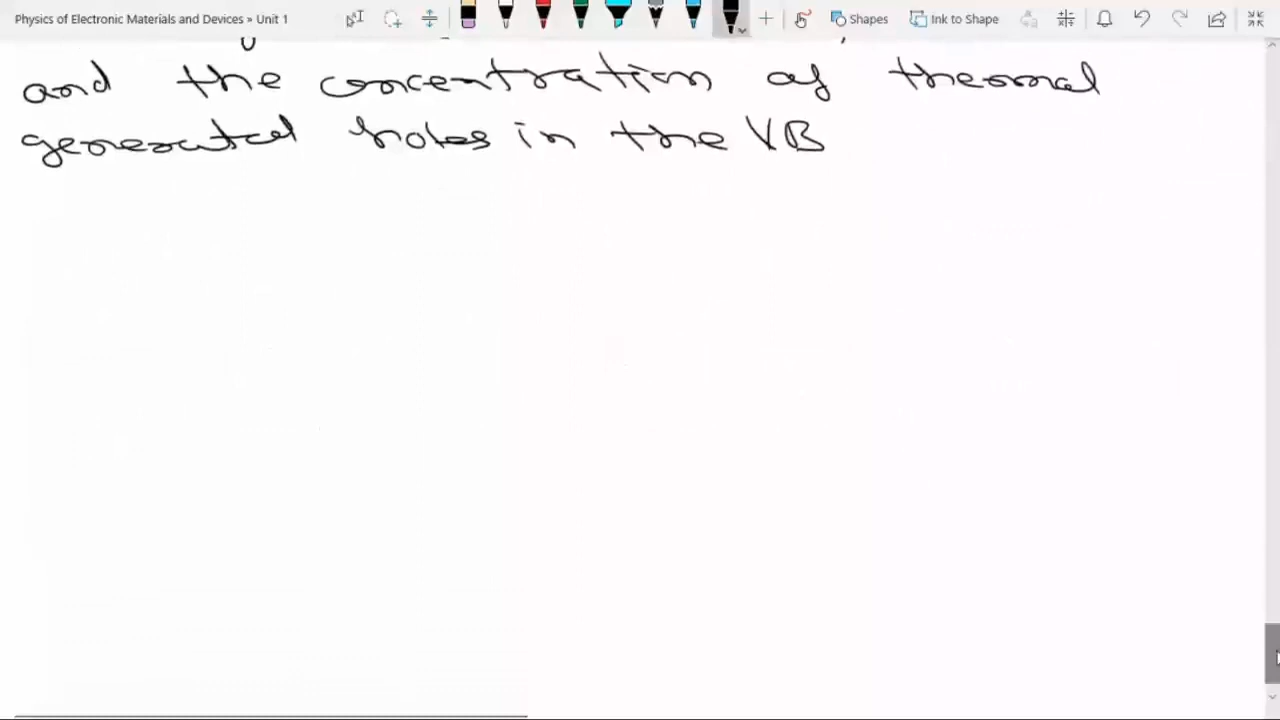 Physics of Electronic Materials and Devices » Unit 1
Shapes
Ink to Shape
and the concentration of thermal
generated holes in the VB